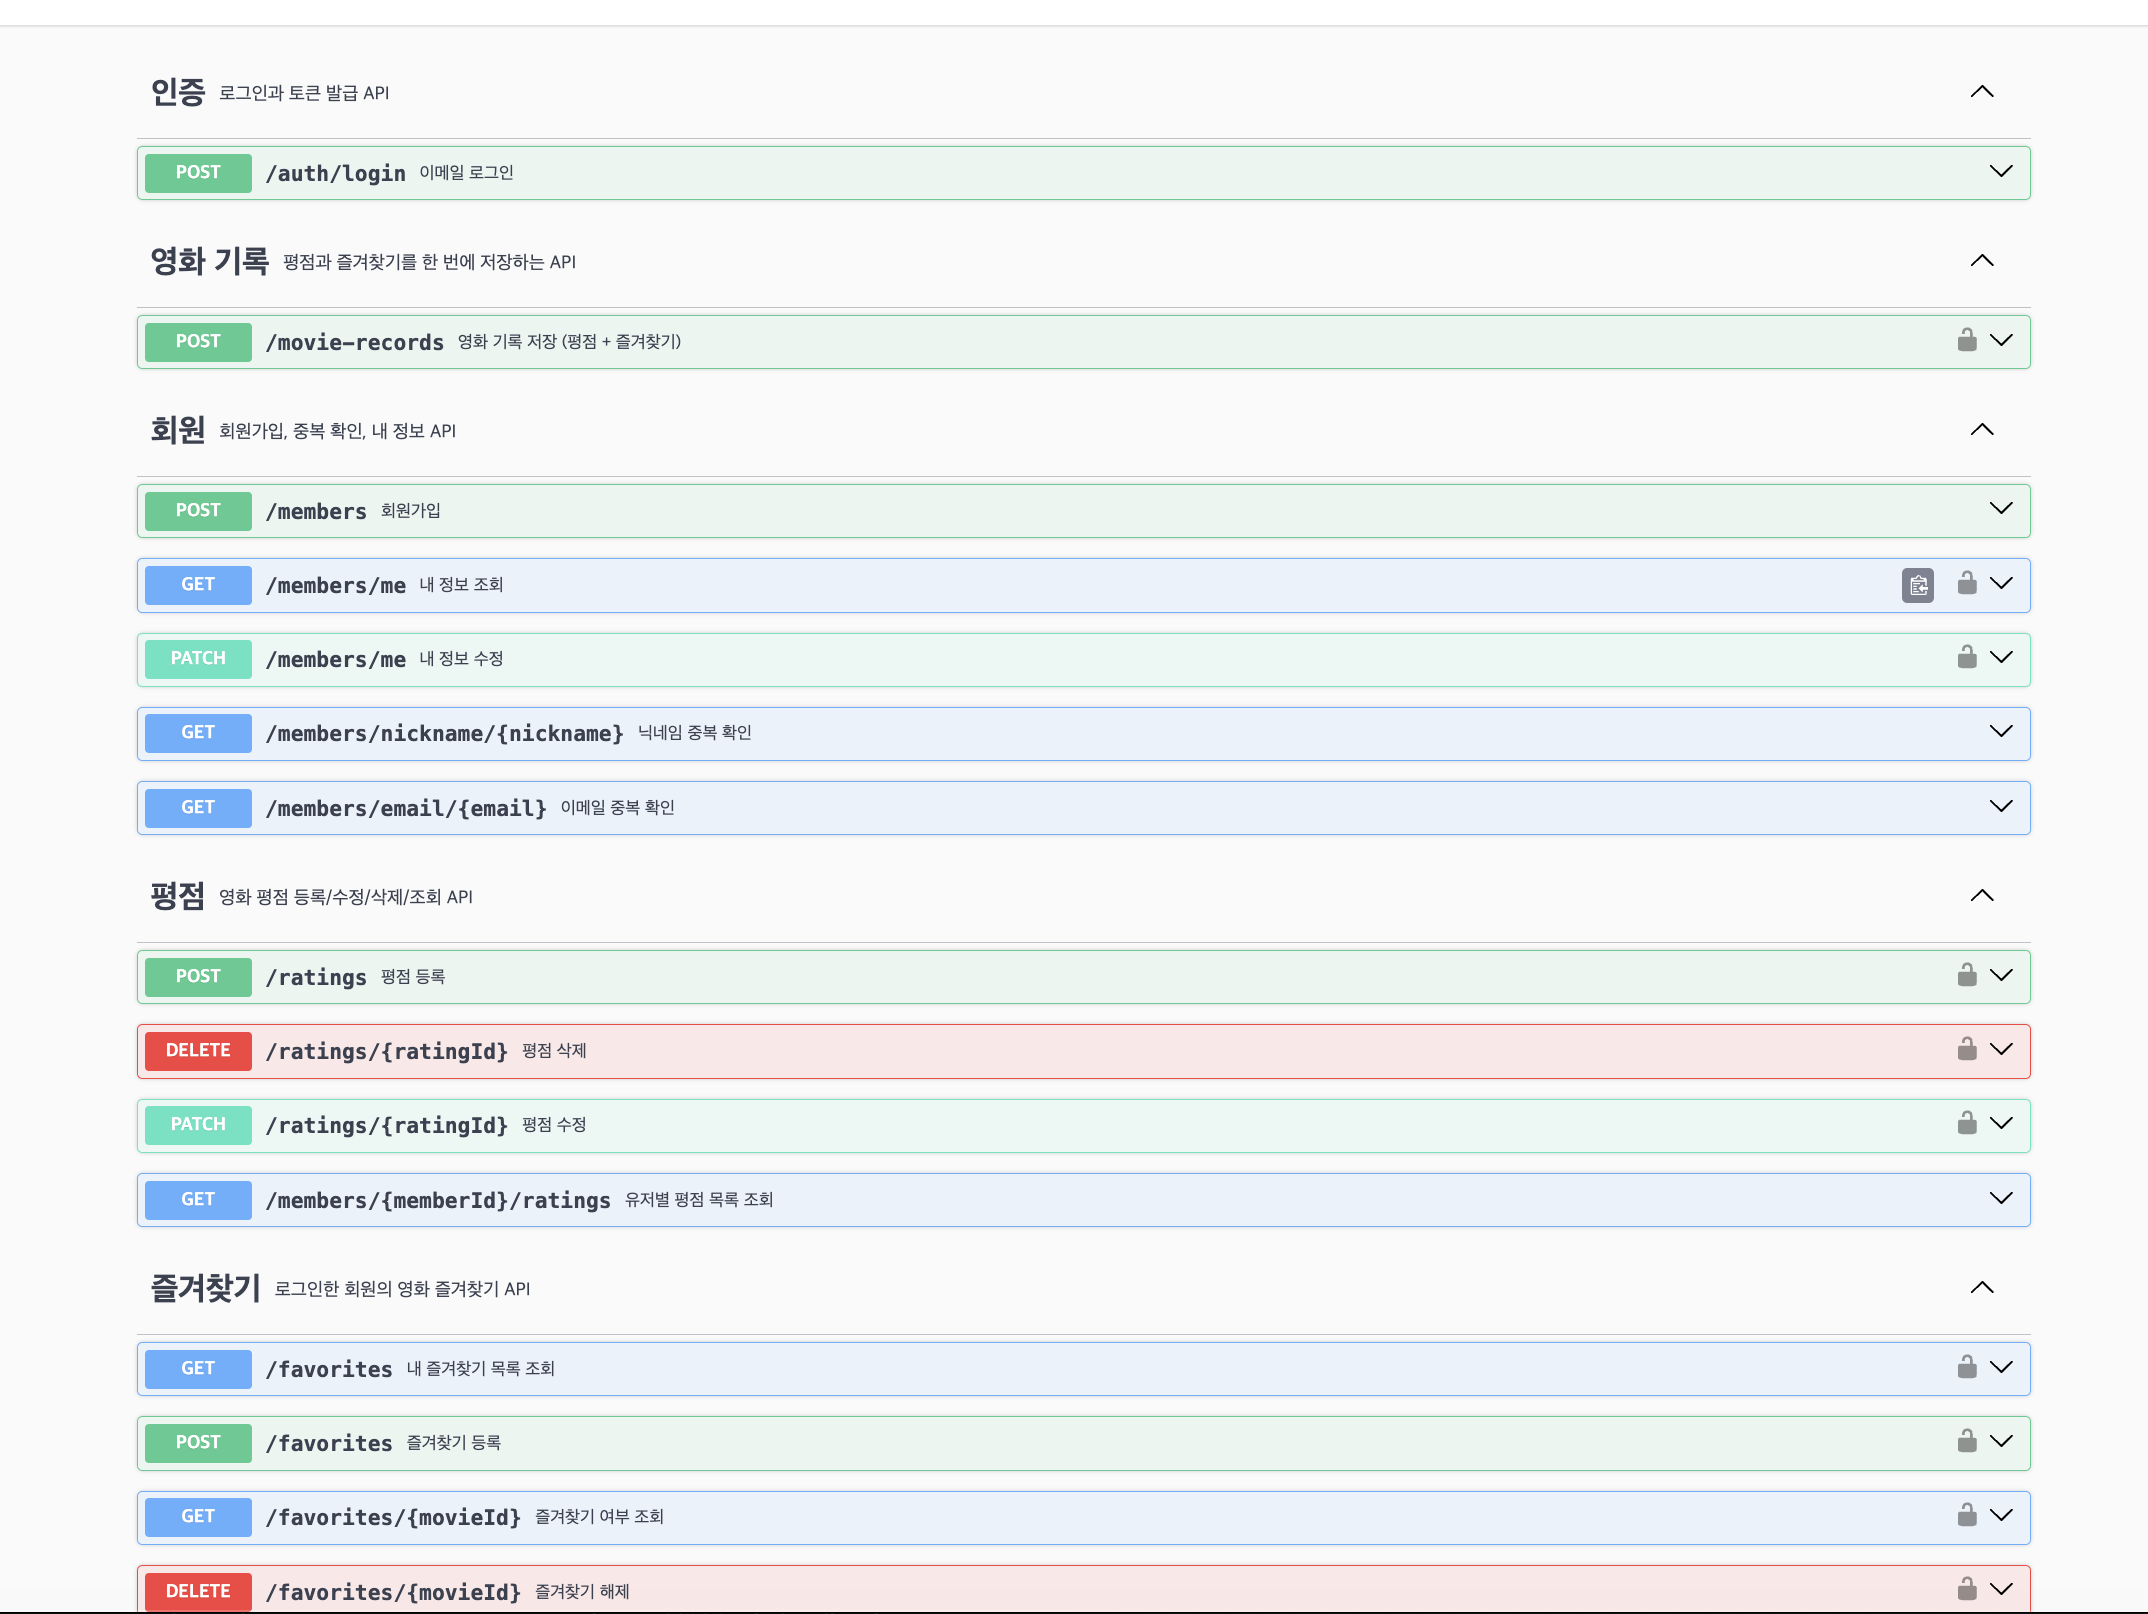 인증 로그인과 토큰 발급 API
POST /auth/login 이메일 로그인
영화 기록 평점과 즐겨찾기를 한 번에 저장하는 API
POST /movie-records 영화 기록 저장 (평점 + 즐겨찾기)
회원 회원가입, 중복 확인, 내 정보 API
POST /members 회원가입
GET /members/me 내 정보 조회
PATCH /members/me 내 정보 수정
GET /members/nickname/{nickname} 닉네임 중복 확인
GET /members/email/{email} 이메일 중복 확인
평점 영화 평점 등록/수정/삭제/조회 API
POST /ratings 평점 등록
DELETE /ratings/{ratingId} 평점 삭제
PATCH /ratings/{ratingId} 평점 수정
GET /members/{memberId}/ratings 유저별 평점 목록 조회
즐겨찾기 로그인한 회원의 영화 즐겨찾기 API
GET /favorites 내 즐겨찾기 목록 조회
POST /favorites 즐겨찾기 등록
GET /favorites/{movieId} 즐겨찾기 여부 조회
DELETE /favorites/{movieId} 즐겨찾기 해제